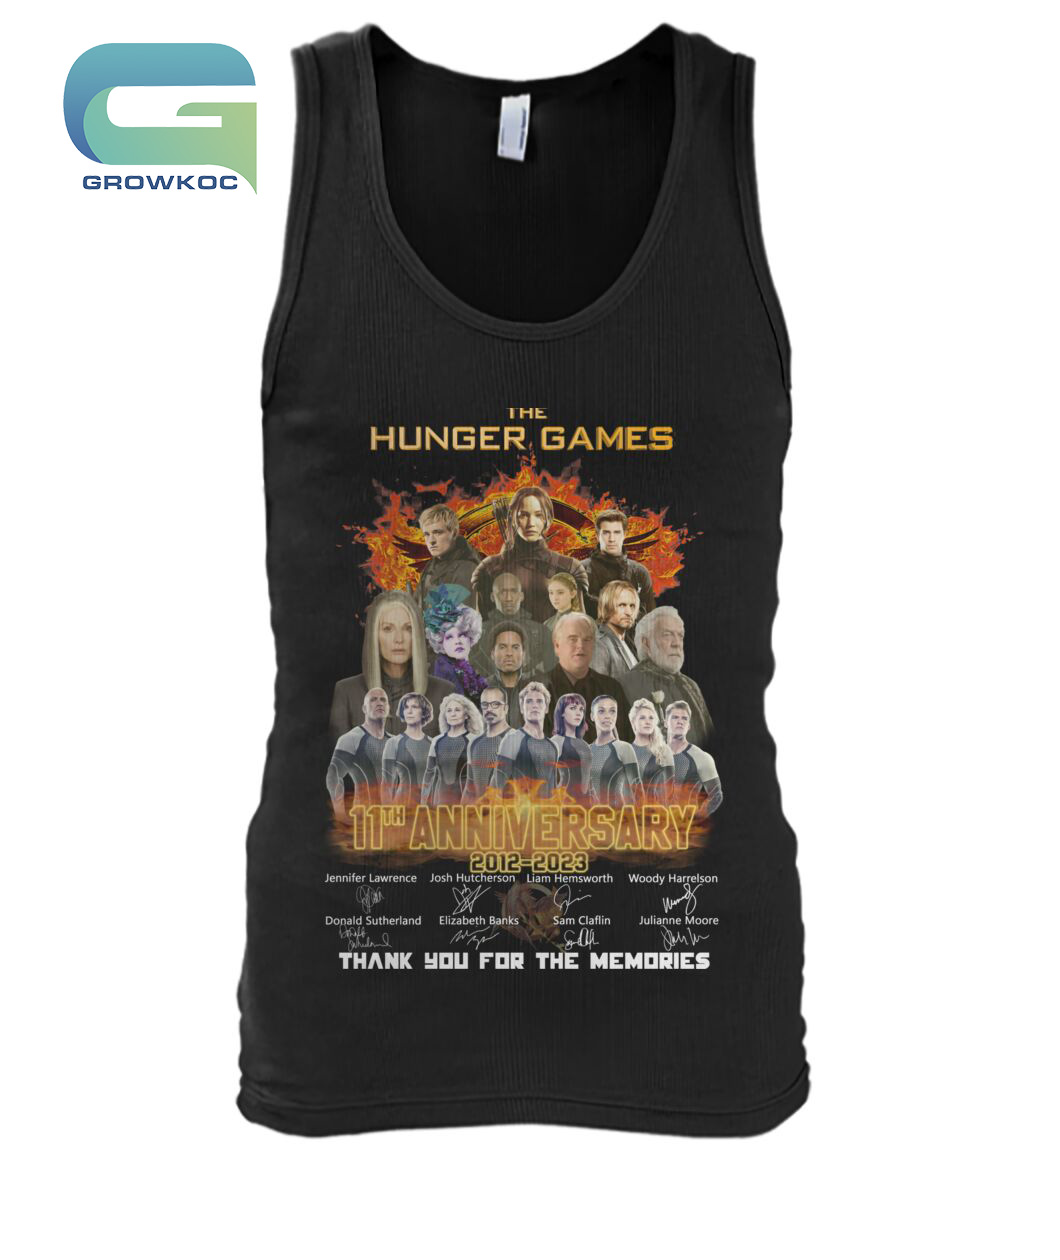 GROWKOC
THE
HUNGER GAMES
11TH ANNIVERSARY
2012-2023
Jennifer Lawrence Josh Hutcherson Liam Hemsworth Woody Harrelson
Donald Sutherland Elizabeth Banks Sam Claflin Julianne Moore
THANK YOU FOR THE MEMORIES